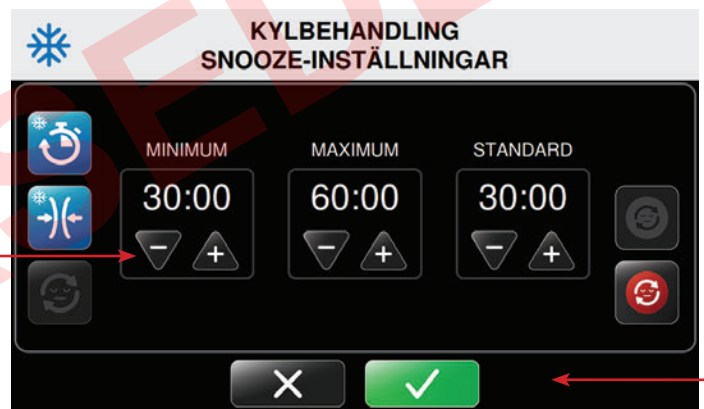 KYLBEHANDLING
SNOOZE-INSTÄLLNINGAR
MINIMUM MAXIMUM STANDARD
30:00 60:00 30:00
- + - + - +